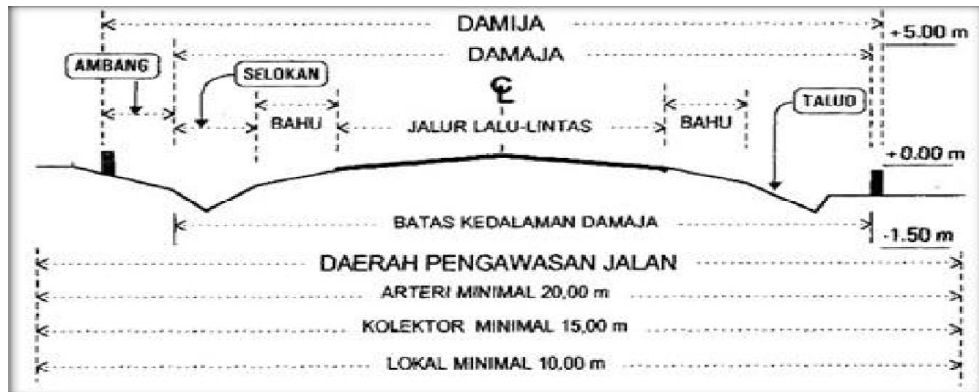 DAMIJA
+5.00 m
DAMAJA
AMBANG
SELOKAN
CL
TALUD
BAHU
JALUR LALU-LINTAS
BAHU
+0.00 m
BATAS KEDALAMAN DAMAJA
-1.50 m
DAERAH PENGAWASAN JALAN
ARTERI MINIMAL 20,00 m
KOLEKTOR MINIMAL 15,00 m
LOKAL MINIMAL 10,00 m